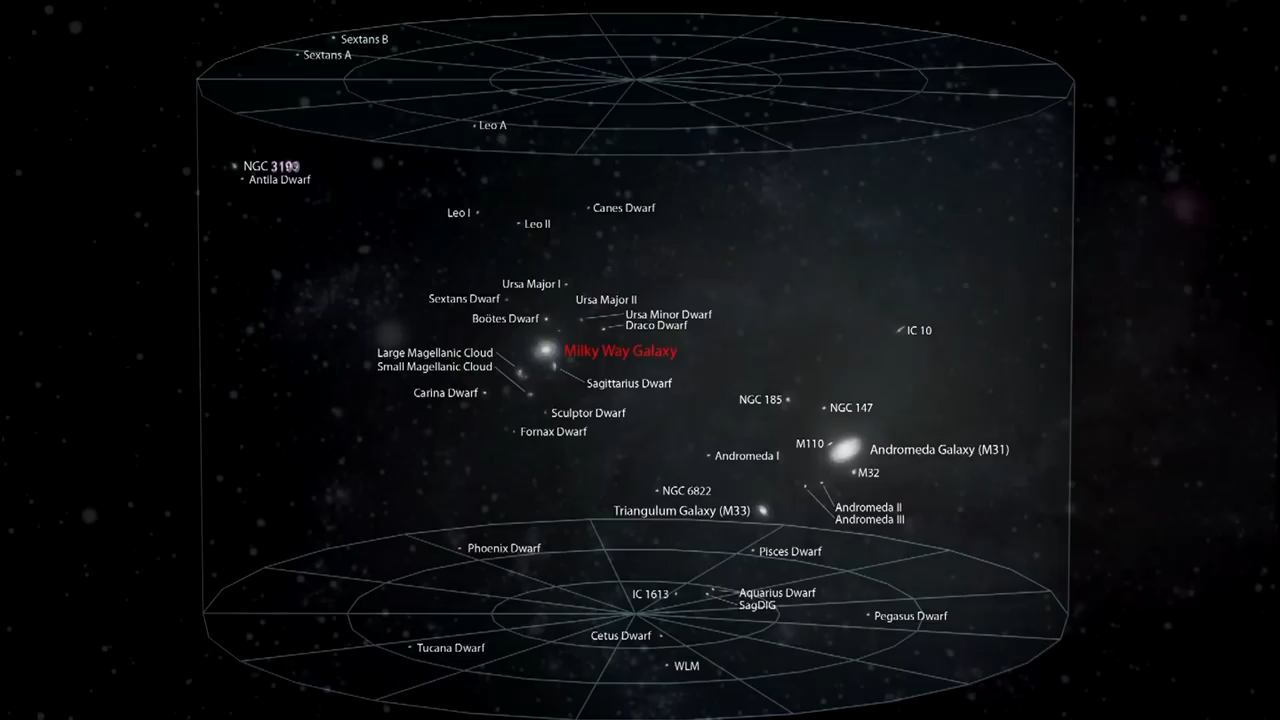 Sextans B
Sextans A
Leo A
NGC
Antila Dwarf
Leo I
Leo II
Canes Dwarf
Ursa Major I
Sextans Dwarf
Ursa Major II
Boötes Dwarf
Ursa Minor Dwarf
Draco Dwarf
IC 10
Milky Way Galaxy
Large Magellanic Cloud
Small Magellanic Cloud
Sagittarius Dwarf
Carina Dwarf
NGC 185
NGC 147
Sculptor Dwarf
Fornax Dwarf
M110
Andromeda Galaxy (M31)
Andromeda I
M32
NGC 6822
Triangulum Galaxy (M33)
Andromeda II
Andromeda III
Phoenix Dwarf
Pisces Dwarf
IC 1613
Aquarius Dwarf
SagDIG
Pegasus Dwarf
Cetus Dwarf
Tucana Dwarf
WLM